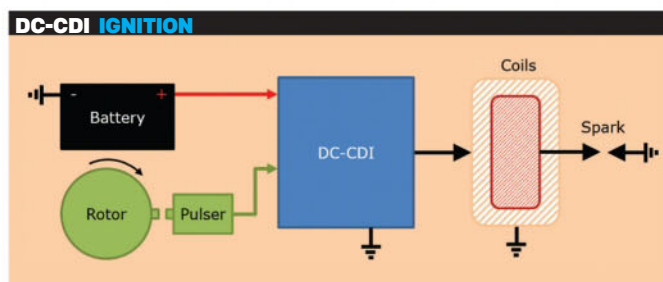 DC-CDI IGNITION
Coils
- +
Battery
DC-CDI
Spark
Rotor
Pulser